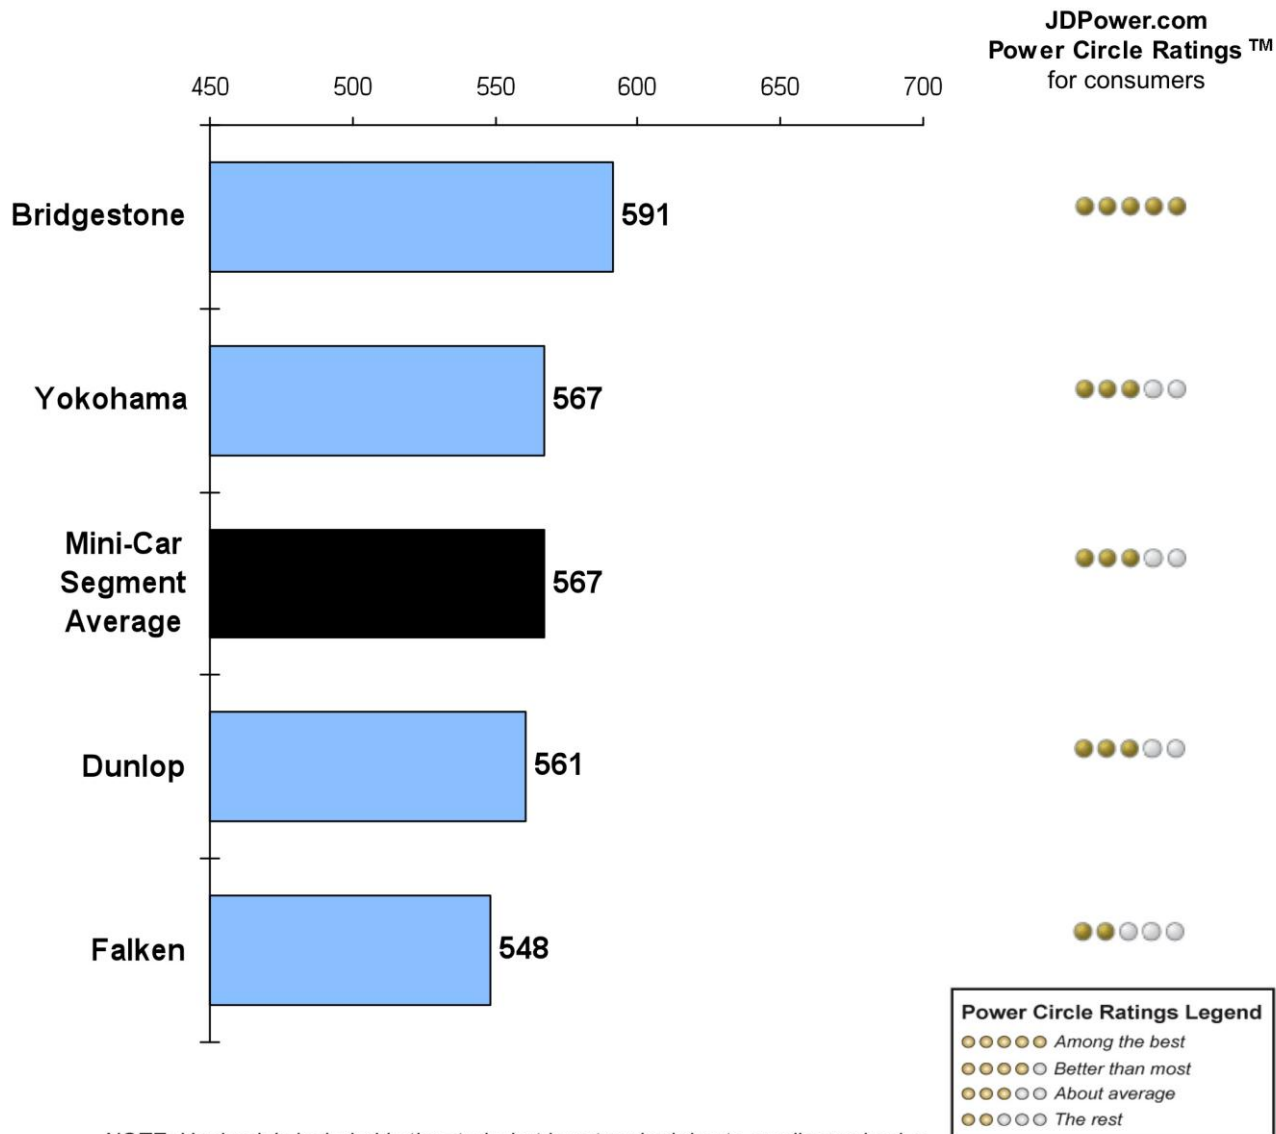 JDPower.com
Power Circle Ratings ™
for consumers
450 500 550 600 650 700
Bridgestone 591
Yokohama 567
Mini-Car
Segment 567
Average
Dunlop 561
Falken 548
Power Circle Ratings Legend
Among the best
Better than most
About average
The rest